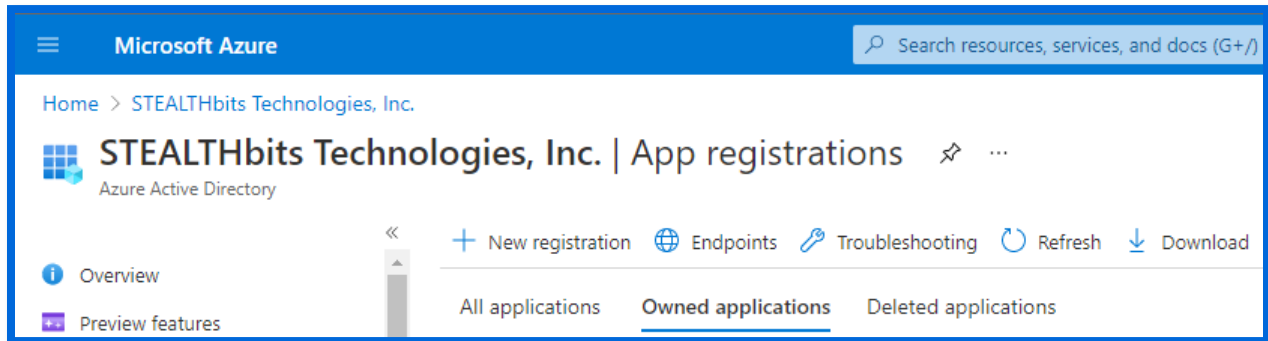 Microsoft Azure
Search resources, services, and docs (G+/)
Home > STEALTHbits Technologies, Inc.
STEALTHbits Technologies, Inc. | App registrations ...
Azure Active Directory
«
+ New registration Endpoints Troubleshooting Refresh Download
Overview
All applications Owned applications Deleted applications
Preview features